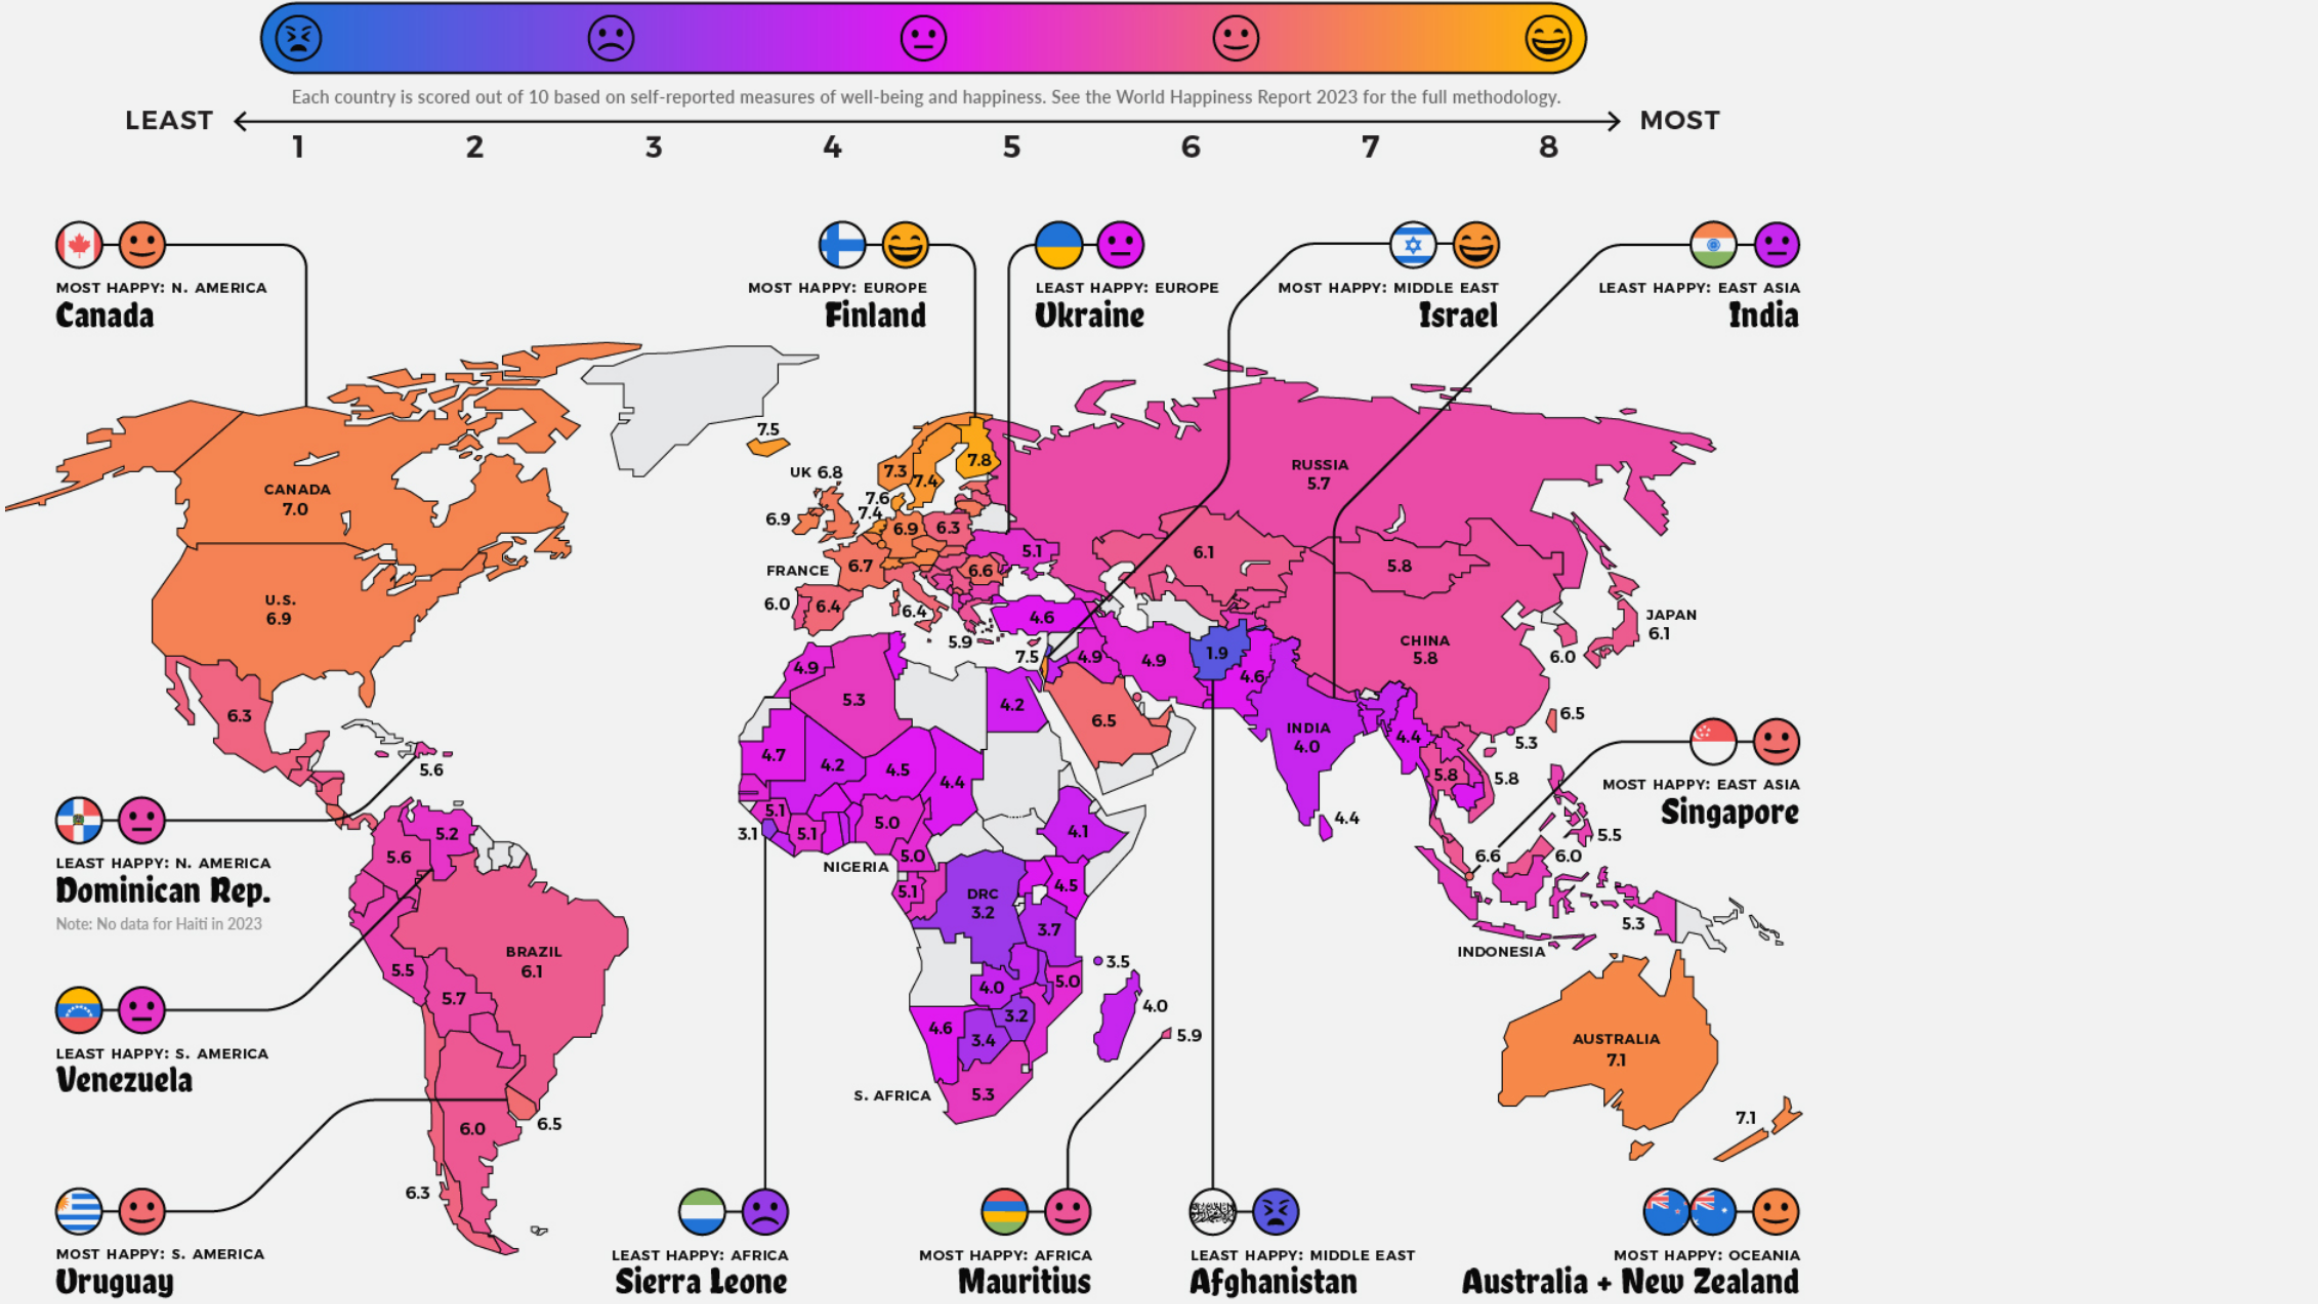 Each country is scored out of 10 based on self-reported measures of well-being and happiness. See the World Happiness Report 2023 for the full methodology.
LEAST
MOST
1 2 3 4 5 6 7 8
MOST HAPPY: N. AMERICA
Canada
MOST HAPPY: EUROPE
Finland
LEAST HAPPY: EUROPE
Ukraine
MOST HAPPY: MIDDLE EAST
Israel
LEAST HAPPY: EAST ASIA
India
7.5
UK 6.8
7.3
7.8
7.4
RUSSIA
5.7
CANADA
7.0
7.6
7.4
6.9
6.9
6.3
5.1
6.1
5.8
FRANCE
6.7
6.6
U.S.
6.9
6.0
6.4
6.4
4.6
5.9
JAPAN
6.1
CHINA
5.8
6.0
7.5
4.9
4.9
1.9
4.6
4.9
5.3
4.2
6.5
6.3
INDIA
4.0
4.4
6.5
5.3
4.7
4.2
4.5
4.4
5.6
5.8
5.8
MOST HAPPY: EAST ASIA
Singapore
5.1
3.1
5.1
5.0
4.1
4.4
5.5
5.2
5.6
LEAST HAPPY: N. AMERICA
Dominican Rep.
Note: No data for Haiti in 2023
NIGERIA
5.0
5.1
DRC
3.2
4.5
3.7
6.6
6.0
5.3
INDONESIA
BRAZIL
6.1
5.5
5.7
3.5
4.0
5.0
4.0
3.2
4.6
3.4
5.9
LEAST HAPPY: S. AMERICA
Venezuela
AUSTRALIA
7.1
S. AFRICA
5.3
6.5
6.0
7.1
6.3
MOST HAPPY: S. AMERICA
Uruguay
LEAST HAPPY: AFRICA
Sierra Leone
MOST HAPPY: AFRICA
Mauritius
LEAST HAPPY: MIDDLE EAST
Afghanistan
MOST HAPPY: OCEANIA
Australia + New Zealand